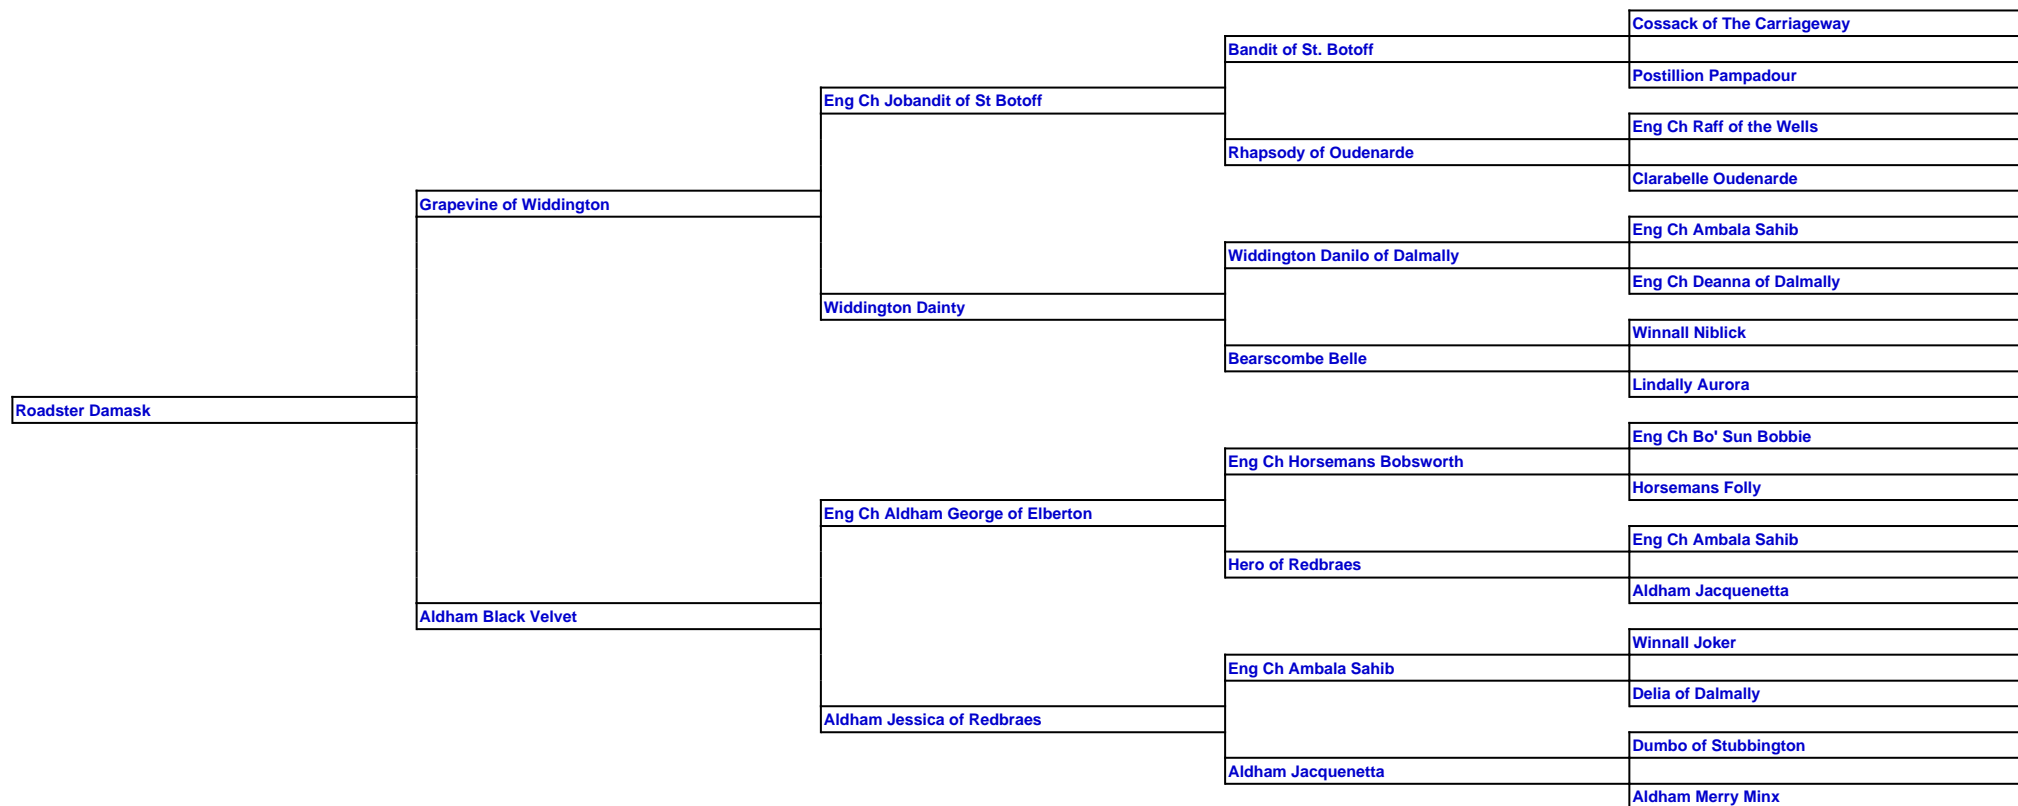 Cossack of The Carriageway
Bandit of St. Botoff
Postillion Pampadour
Eng Ch Jobandit of St Botoff
Eng Ch Raff of the Wells
Rhapsody of Oudenarde
Clarabelle Oudenarde
Grapevine of Widdington
Eng Ch Ambala Sahib
Widdington Danilo of Dalmally
Eng Ch Deanna of Dalmally
Widdington Dainty
Winnall Niblick
Bearscombe Belle
Lindally Aurora
Roadster Damask
Eng Ch Bo' Sun Bobbie
Eng Ch Horsemans Bobsworth
Horsemans Folly
Eng Ch Aldham George of Elberton
Eng Ch Ambala Sahib
Hero of Redbraes
Aldham Jacquenetta
Aldham Black Velvet
Winnall Joker
Eng Ch Ambala Sahib
Delia of Dalmally
Aldham Jessica of Redbraes
Dumbo of Stubbington
Aldham Jacquenetta
Aldham Merry Minx